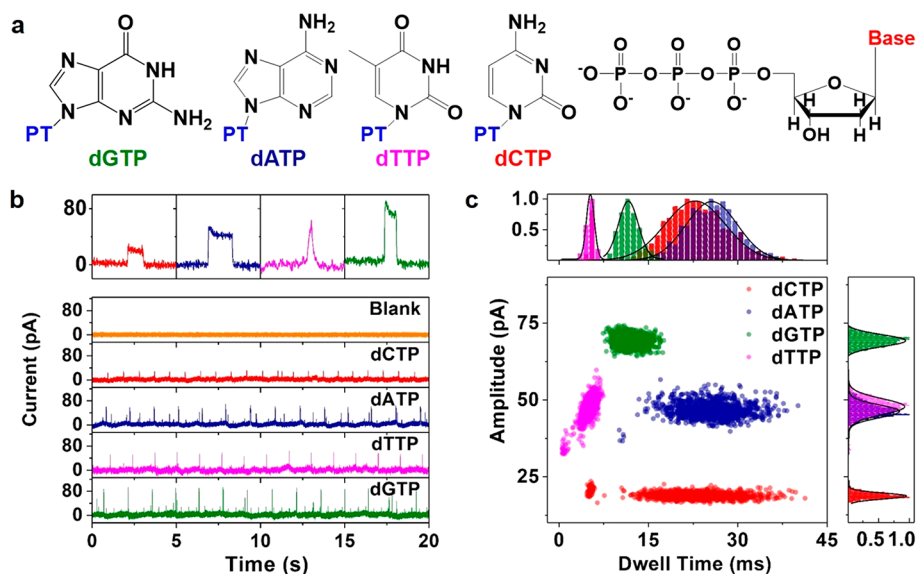 a
O
N
NH
N
N
NH2
PT
dGTP
NH2
N
N
N
N
PT
dATP
O
NH
N
O
PT
dTTP
NH2
N
N
O
PT
dCTP
O O O
-O P O P O P O
O- O- O-
O
H H
H H
OH
Base
b
80
0
Current (pA)
80
0
Blank
80
0
dCTP
80
0
dATP
80
0
dTTP
80
0
dGTP
0 5 10 15 20
Time (s)
c
1.0
0.5
0.0
Amplitude (pA)
75
50
25
dCTP
dATP
dGTP
dTTP
0 15 30 45
Dwell Time (ms)
0.5 1.0